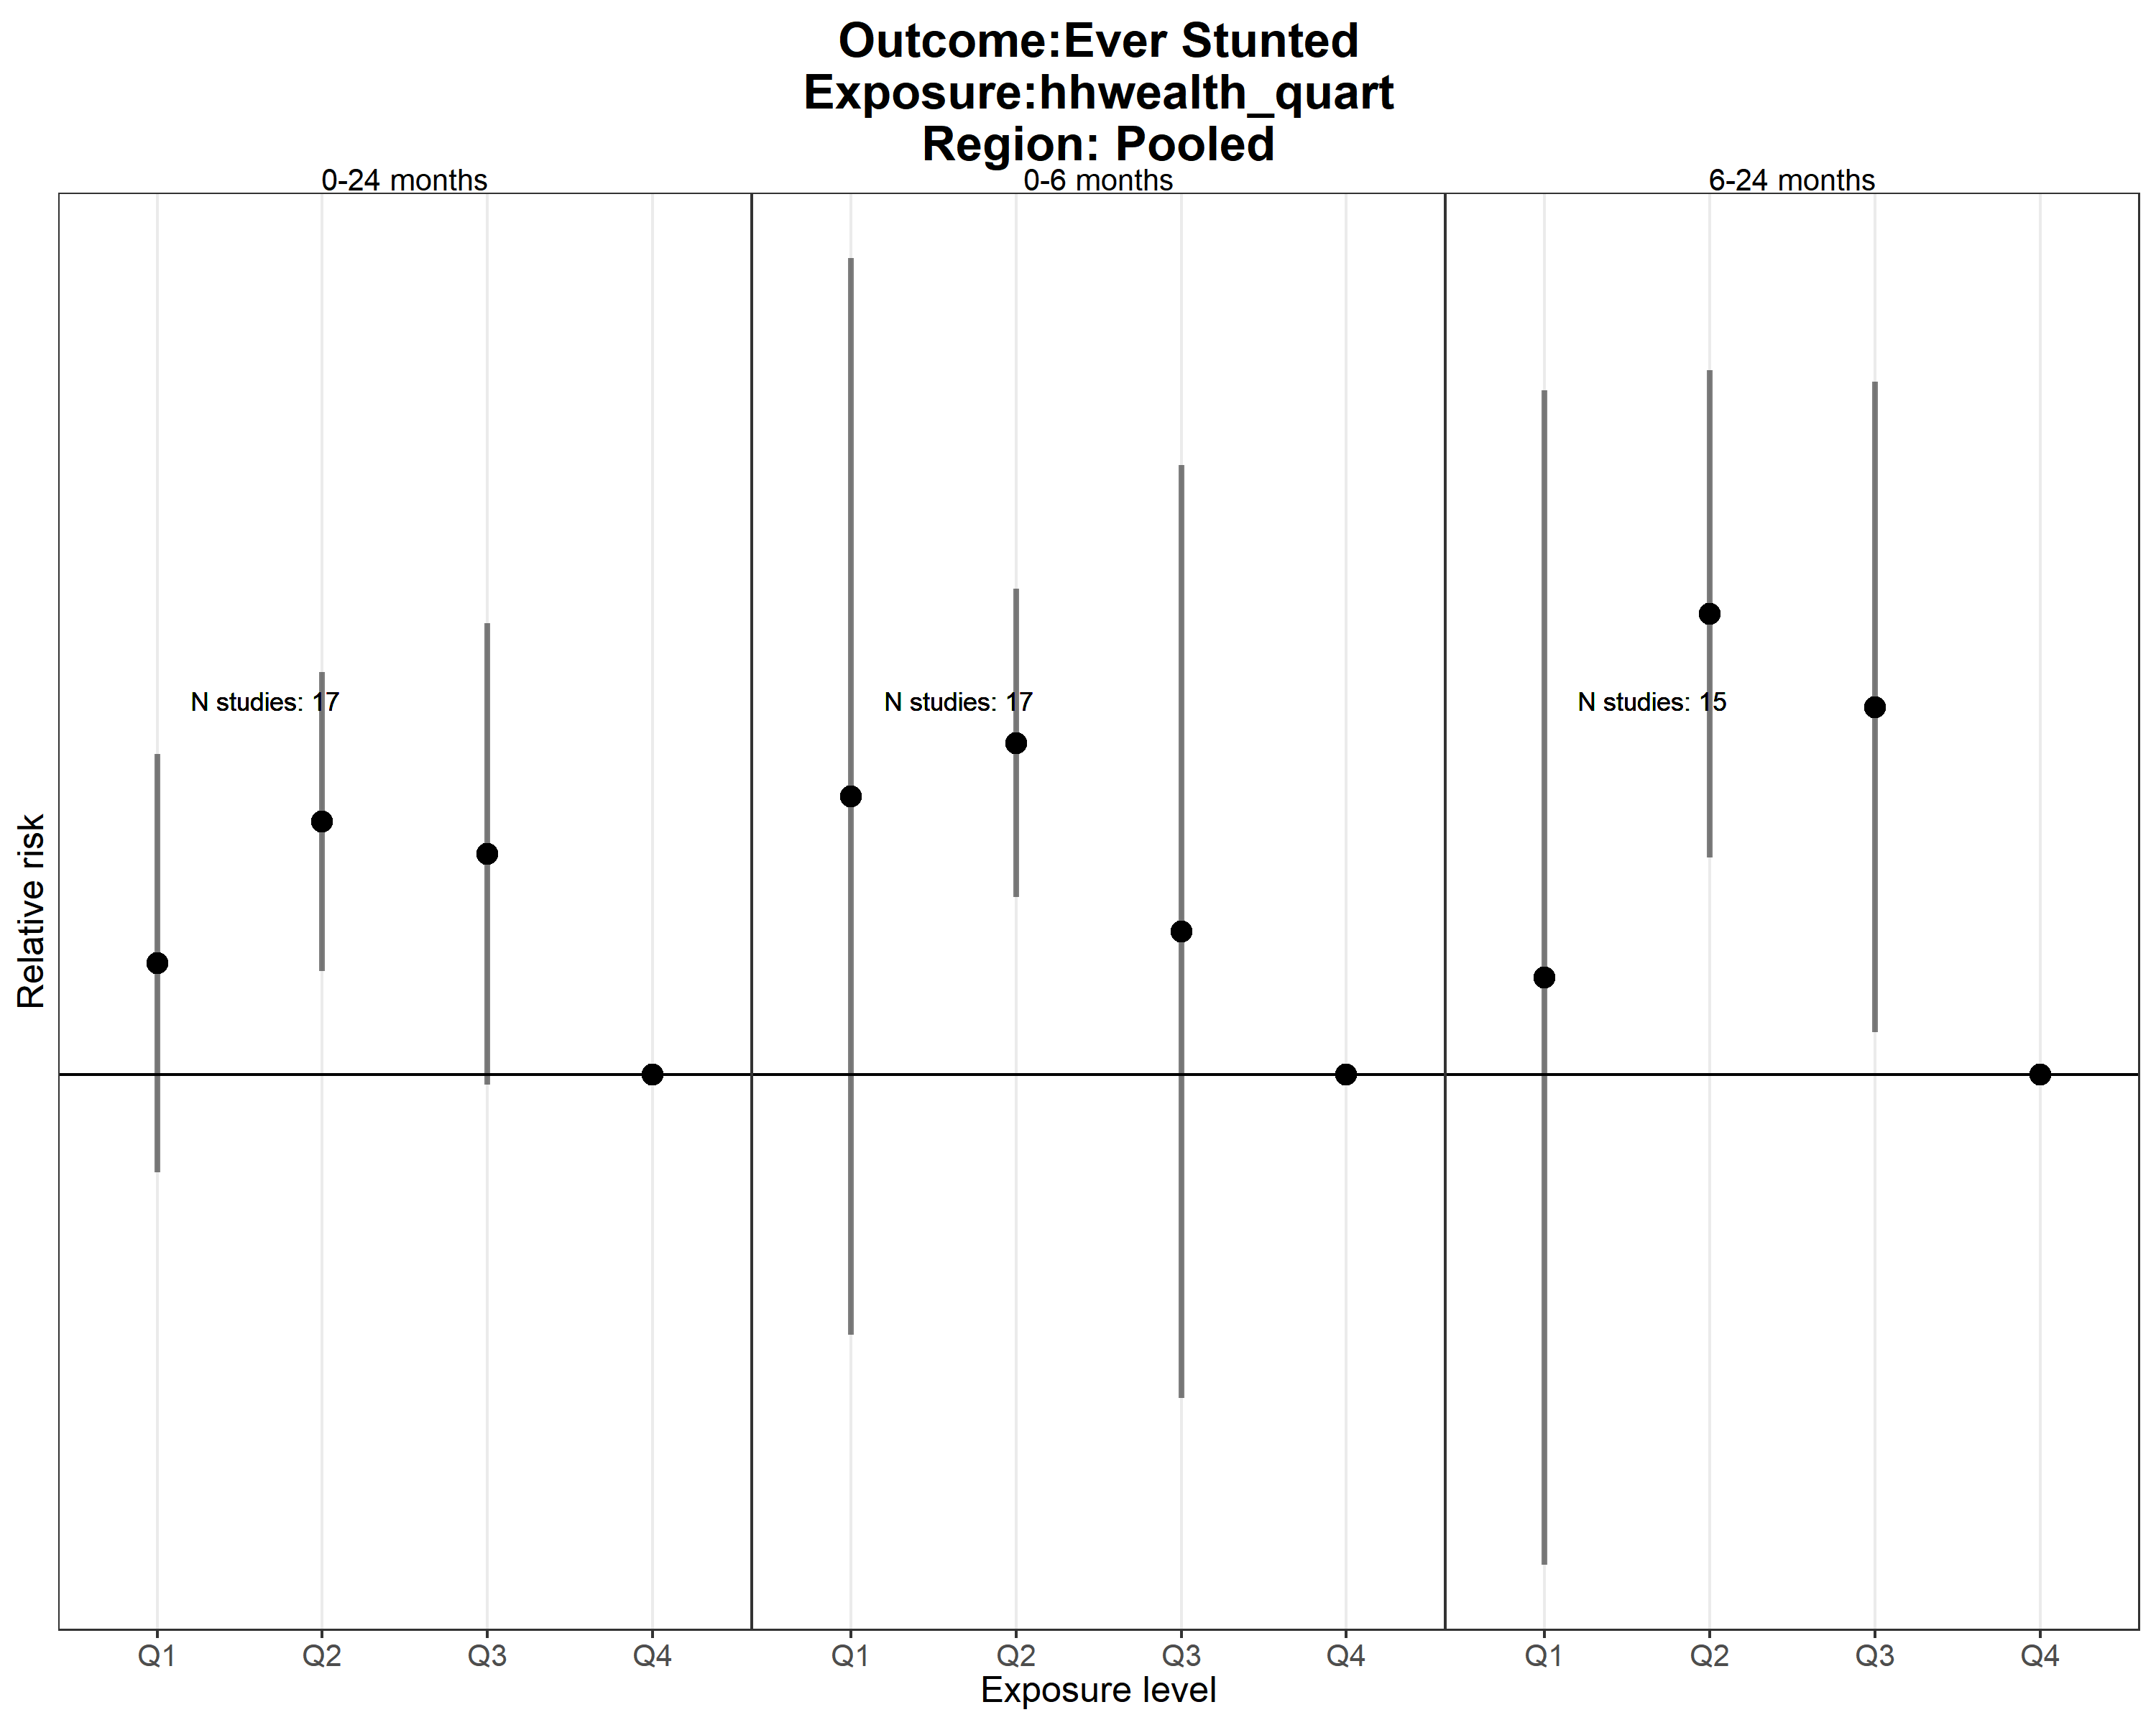 Outcome:Ever Stunted
Exposure:hhwealth_quart
Region: Pooled
0-24 months
0-6 months
6-24 months
N studies: 17
N studies: 17
N studies: 15
Relative risk
Q1 Q2 Q3 Q4
Q1 Q2 Q3 Q4
Q1 Q2 Q3 Q4
Exposure level